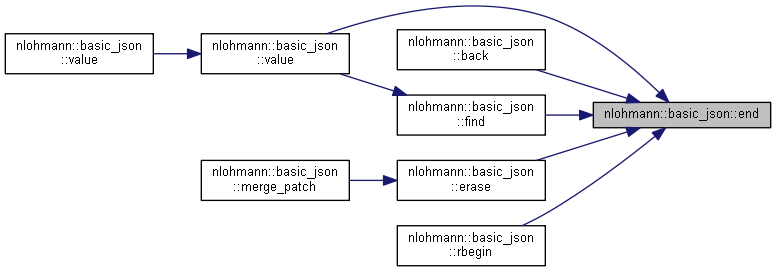 nlohmann::basic_json
::value
nlohmann::basic_json
::value
nlohmann::basic_json
::back
nlohmann::basic_json
::find
nlohmann::basic_json::end
nlohmann::basic_json
::merge_patch
nlohmann::basic_json
::erase
nlohmann::basic_json
::rbegin